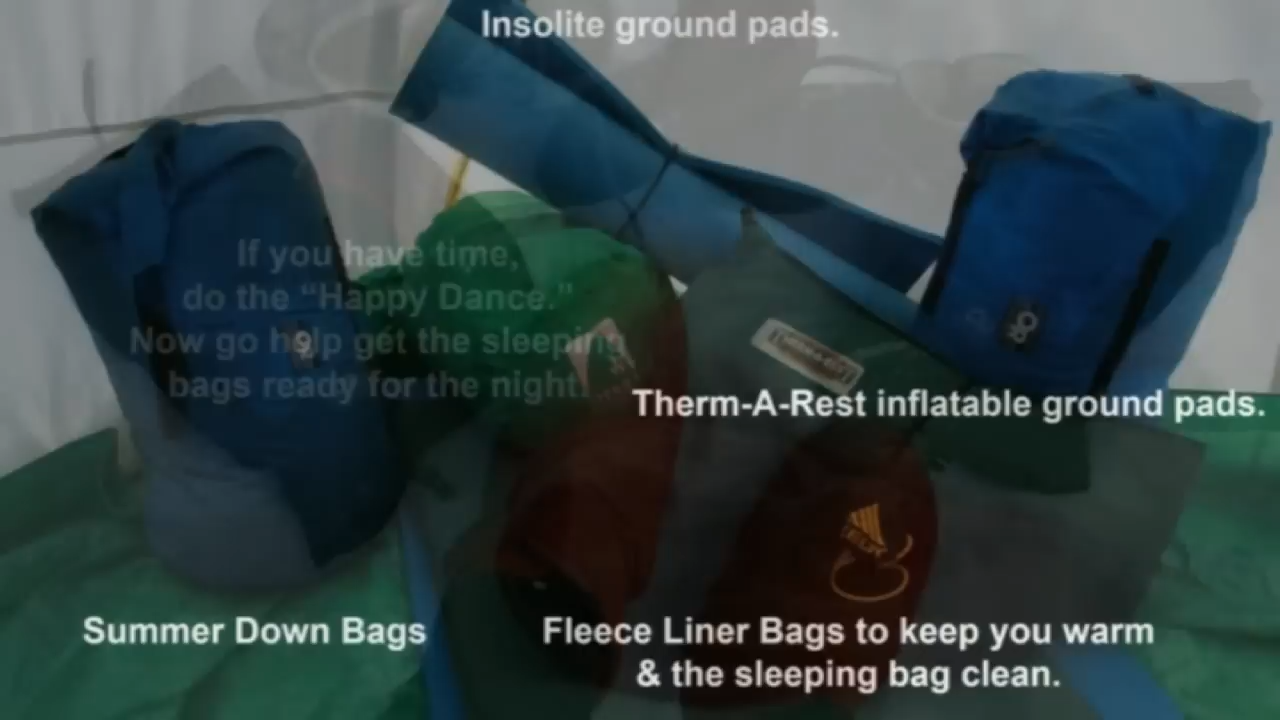 Insolite ground pads.
If you have time,
do the “Happy Dance.”
Now go help get the sleeping
bags ready for the night!
Therm-A-Rest inflatable ground pads.
Summer Down Bags
Fleece Liner Bags to keep you warm
& the sleeping bag clean.